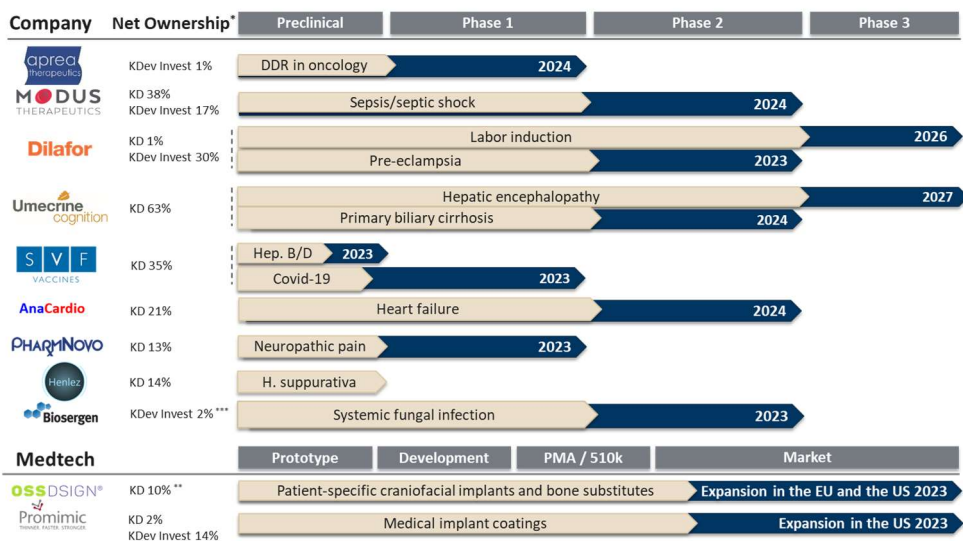 Company Net Ownership* Preclinical Phase 1 Phase 2 Phase 3
aprea
therapeutics
KDev Invest 1% DDR in oncology 2024
MODUS
THERAPEUTICS
KD 38%
KDev Invest 17%
Sepsis/septic shock 2024
Dilafor
KD 1%
KDev Invest 30%
Labor induction 2026
Pre-eclampsia 2023
Umecrine
cognition
KD 63%
Hepatic encephalopathy 2027
Primary biliary cirrhosis 2024
SVF
VACCINES
KD 35%
Hep. B/D 2023
Covid-19 2023
AnaCardio KD 21% Heart failure 2024
PHARMNOVO KD 13% Neuropathic pain 2023
Henlez KD 14% H. suppurativa
Biosergen KDev Invest 2% *** Systemic fungal infection 2023
Medtech Prototype Development PMA / 510k Market
OSSDSIGN® KD 10% ** Patient-specific craniofacial implants and bone substitutes Expansion in the EU and the US 2023
Promimic
THINNER. FASTER. STRONGER.
KD 2%
KDev Invest 14%
Medical implant coatings Expansion in the US 2023